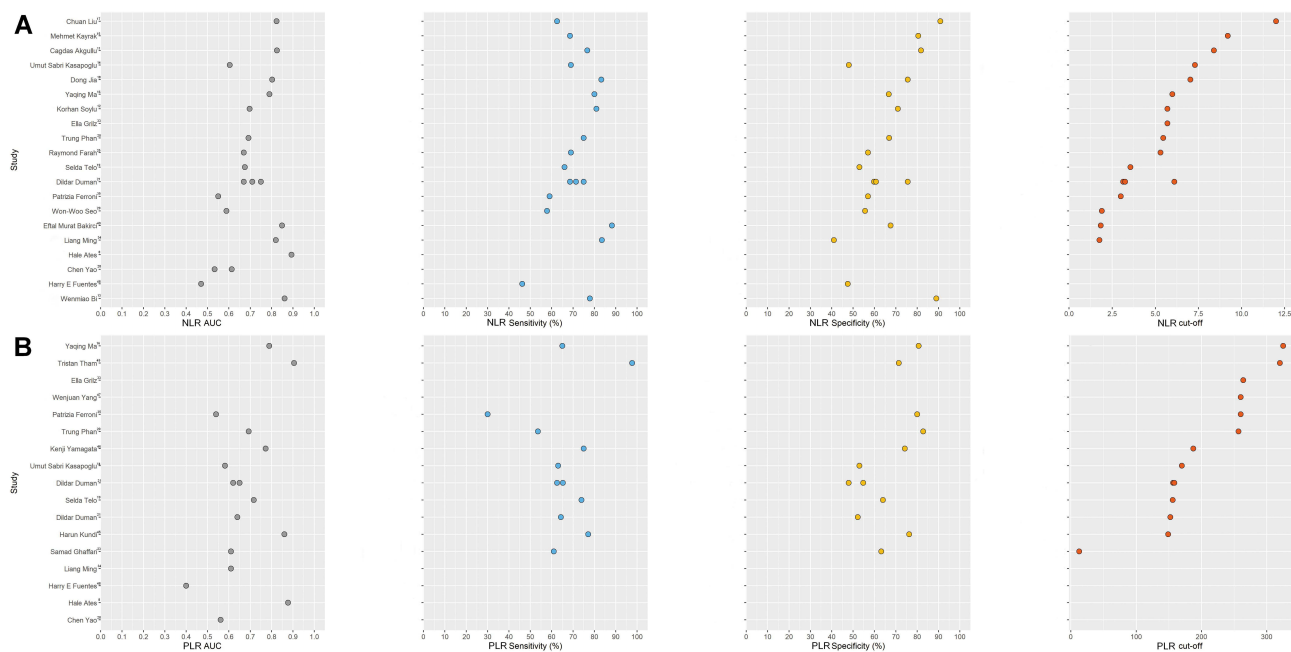 A
Chuan Liu
Mehmet Kayrak
Cagdas Akgullu
Umut Sabri Kasapoglu
Dong Jia
Yaqing Ma
Korhan Soylu
Ella Grilz
Trung Phan
Raymond Farah
Selda Telo
Dildar Duman
Patrizia Ferroni
Won-Woo Seo
Eftal Murat Bakirci
Liang Ming
Hale Ates
Chen Yao
Harry E Fuentes
Wenmiao Bi
Study
0.0 0.1 0.2 0.3 0.4 0.5 0.6 0.7 0.8 0.9 1.0
NLR AUC
0 10 20 30 40 50 60 70 80 90 100
NLR Sensitivity (%)
0 10 20 30 40 50 60 70 80 90 100
NLR Specificity (%)
0.0 2.5 5.0 7.5 10.0 12.5
NLR cut-off
B
Yaqing Ma
Tristan Tham
Ella Grilz
Wenjuan Yang
Patrizia Ferroni
Trung Phan
Kenji Yamagata
Umut Sabri Kasapoglu
Dildar Duman
Selda Telo
Dildar Duman
Harun Kundi
Samad Ghaffari
Liang Ming
Harry E Fuentes
Hale Ates
Chen Yao
Study
0.0 0.1 0.2 0.3 0.4 0.5 0.6 0.7 0.8 0.9 1.0
PLR AUC
0 10 20 30 40 50 60 70 80 90 100
PLR Sensitivity (%)
0 10 20 30 40 50 60 70 80 90 100
PLR Specificity (%)
0 100 200 300
PLR cut-off